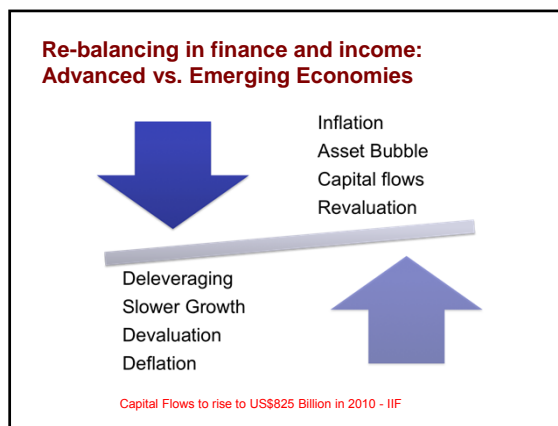 Re-balancing in finance and income:
Advanced vs. Emerging Economies
Inflation
Asset Bubble
Capital flows
Revaluation
Deleveraging
Slower Growth
Devaluation
Deflation
Capital Flows to rise to US$825 Billion in 2010 - IIF